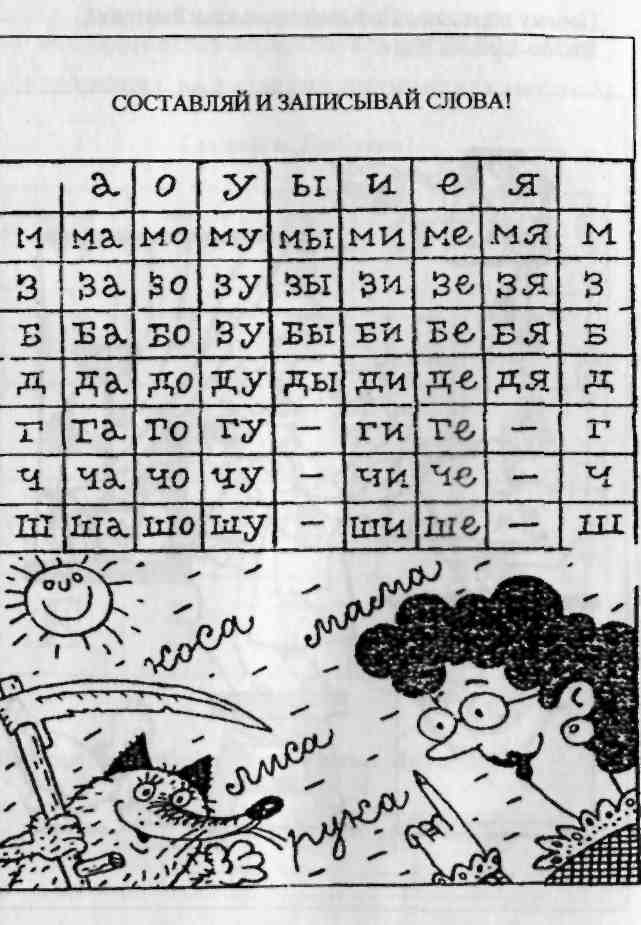 СОСТАВЛЯЙ И ЗАПИСЫВАЙ СЛОВА!
а о у ы и е я
м ма мо му мы ми ме мя м
з за зо зу зы зи зе зя з
Б Ба Бо зу Бы Би Бе Бя Б
д да до ду ды ди де дя д
г га го гу – ги ге – г
ч ча чо чу – чи че – ч
ш ша шо шу – ши ше – ш
мама
коса
лиса
рука